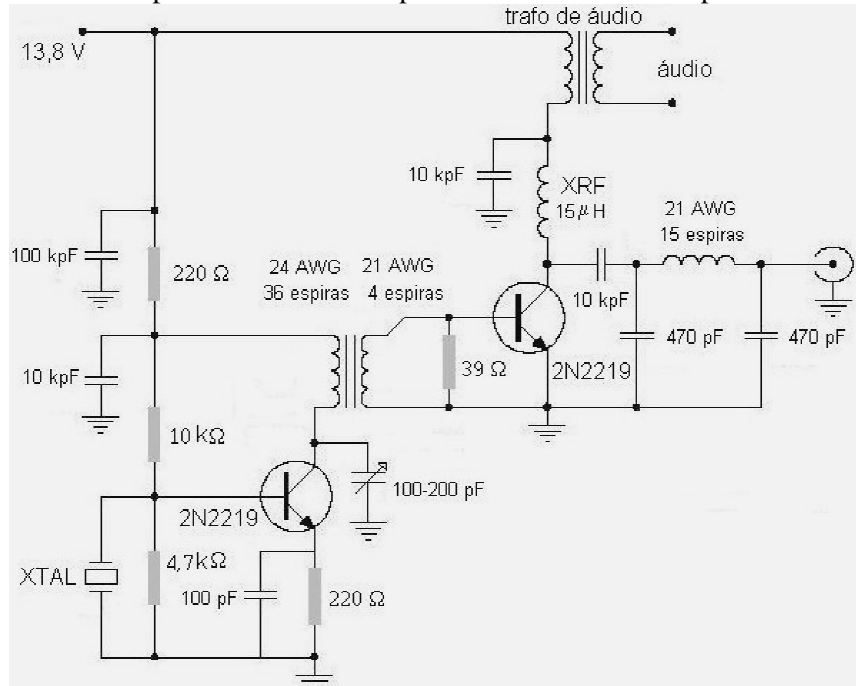 trafo de áudio
13,8 V
áudio
10 kpF
XRF
15μH
21 AWG
15 espiras
100 kpF
220 Ω
24 AWG
36 espiras
21 AWG
4 espiras
10 kpF
470 pF
470 pF
10 kpF
39 Ω
2N2219
10 kΩ
100-200 pF
2N2219
4,7kΩ
XTAL
100 pF
220 Ω